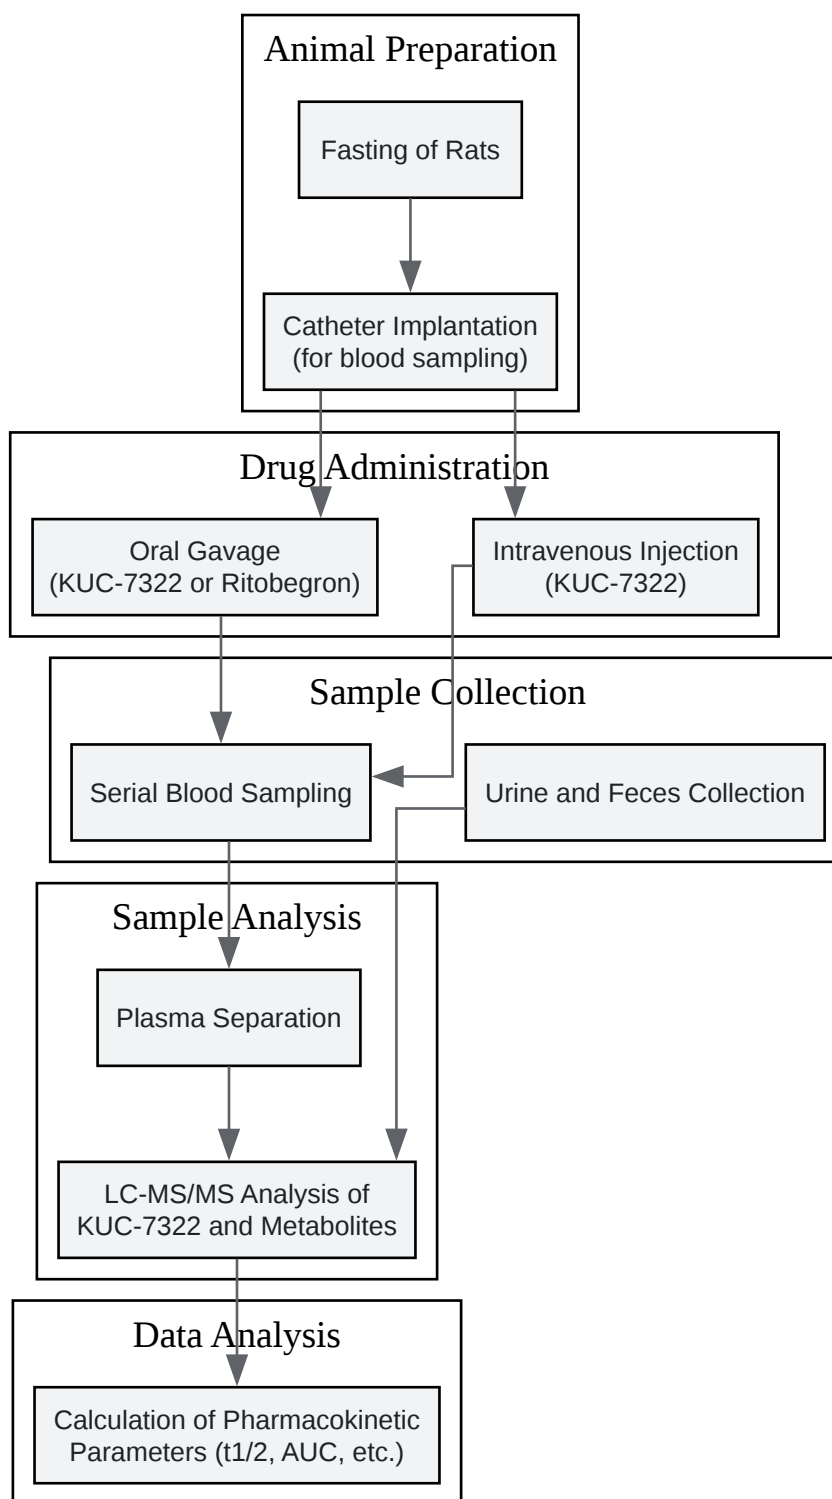 Animal Preparation
Fasting of Rats
Catheter Implantation
(for blood sampling)
Drug Administration
Oral Gavage
(KUC-7322 or Ritobegron)
Intravenous Injection
(KUC-7322)
Sample Collection
Serial Blood Sampling
Urine and Feces Collection
Sample Analysis
Plasma Separation
LC-MS/MS Analysis of
KUC-7322 and Metabolites
Data Analysis
Calculation of Pharmacokinetic
Parameters (t1/2, AUC, etc.)